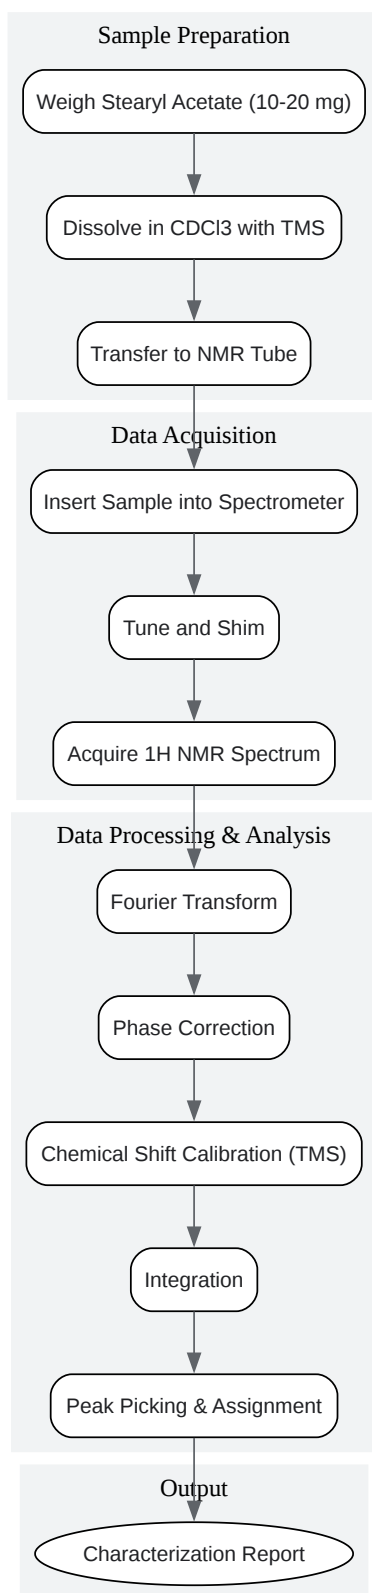 Sample Preparation
Weigh Stearyl Acetate (10-20 mg)
Dissolve in CDCl3 with TMS
Transfer to NMR Tube
Data Acquisition
Insert Sample into Spectrometer
Tune and Shim
Acquire 1H NMR Spectrum
Data Processing & Analysis
Fourier Transform
Phase Correction
Chemical Shift Calibration (TMS)
Integration
Peak Picking & Assignment
Output
Characterization Report